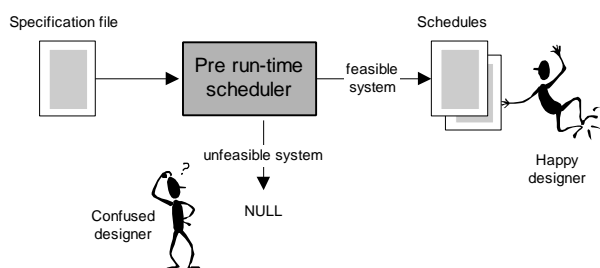 Specification file
Schedules
Pre run-time
scheduler
feasible
system
unfeasible system
?
NULL
Confused
designer
Happy
designer